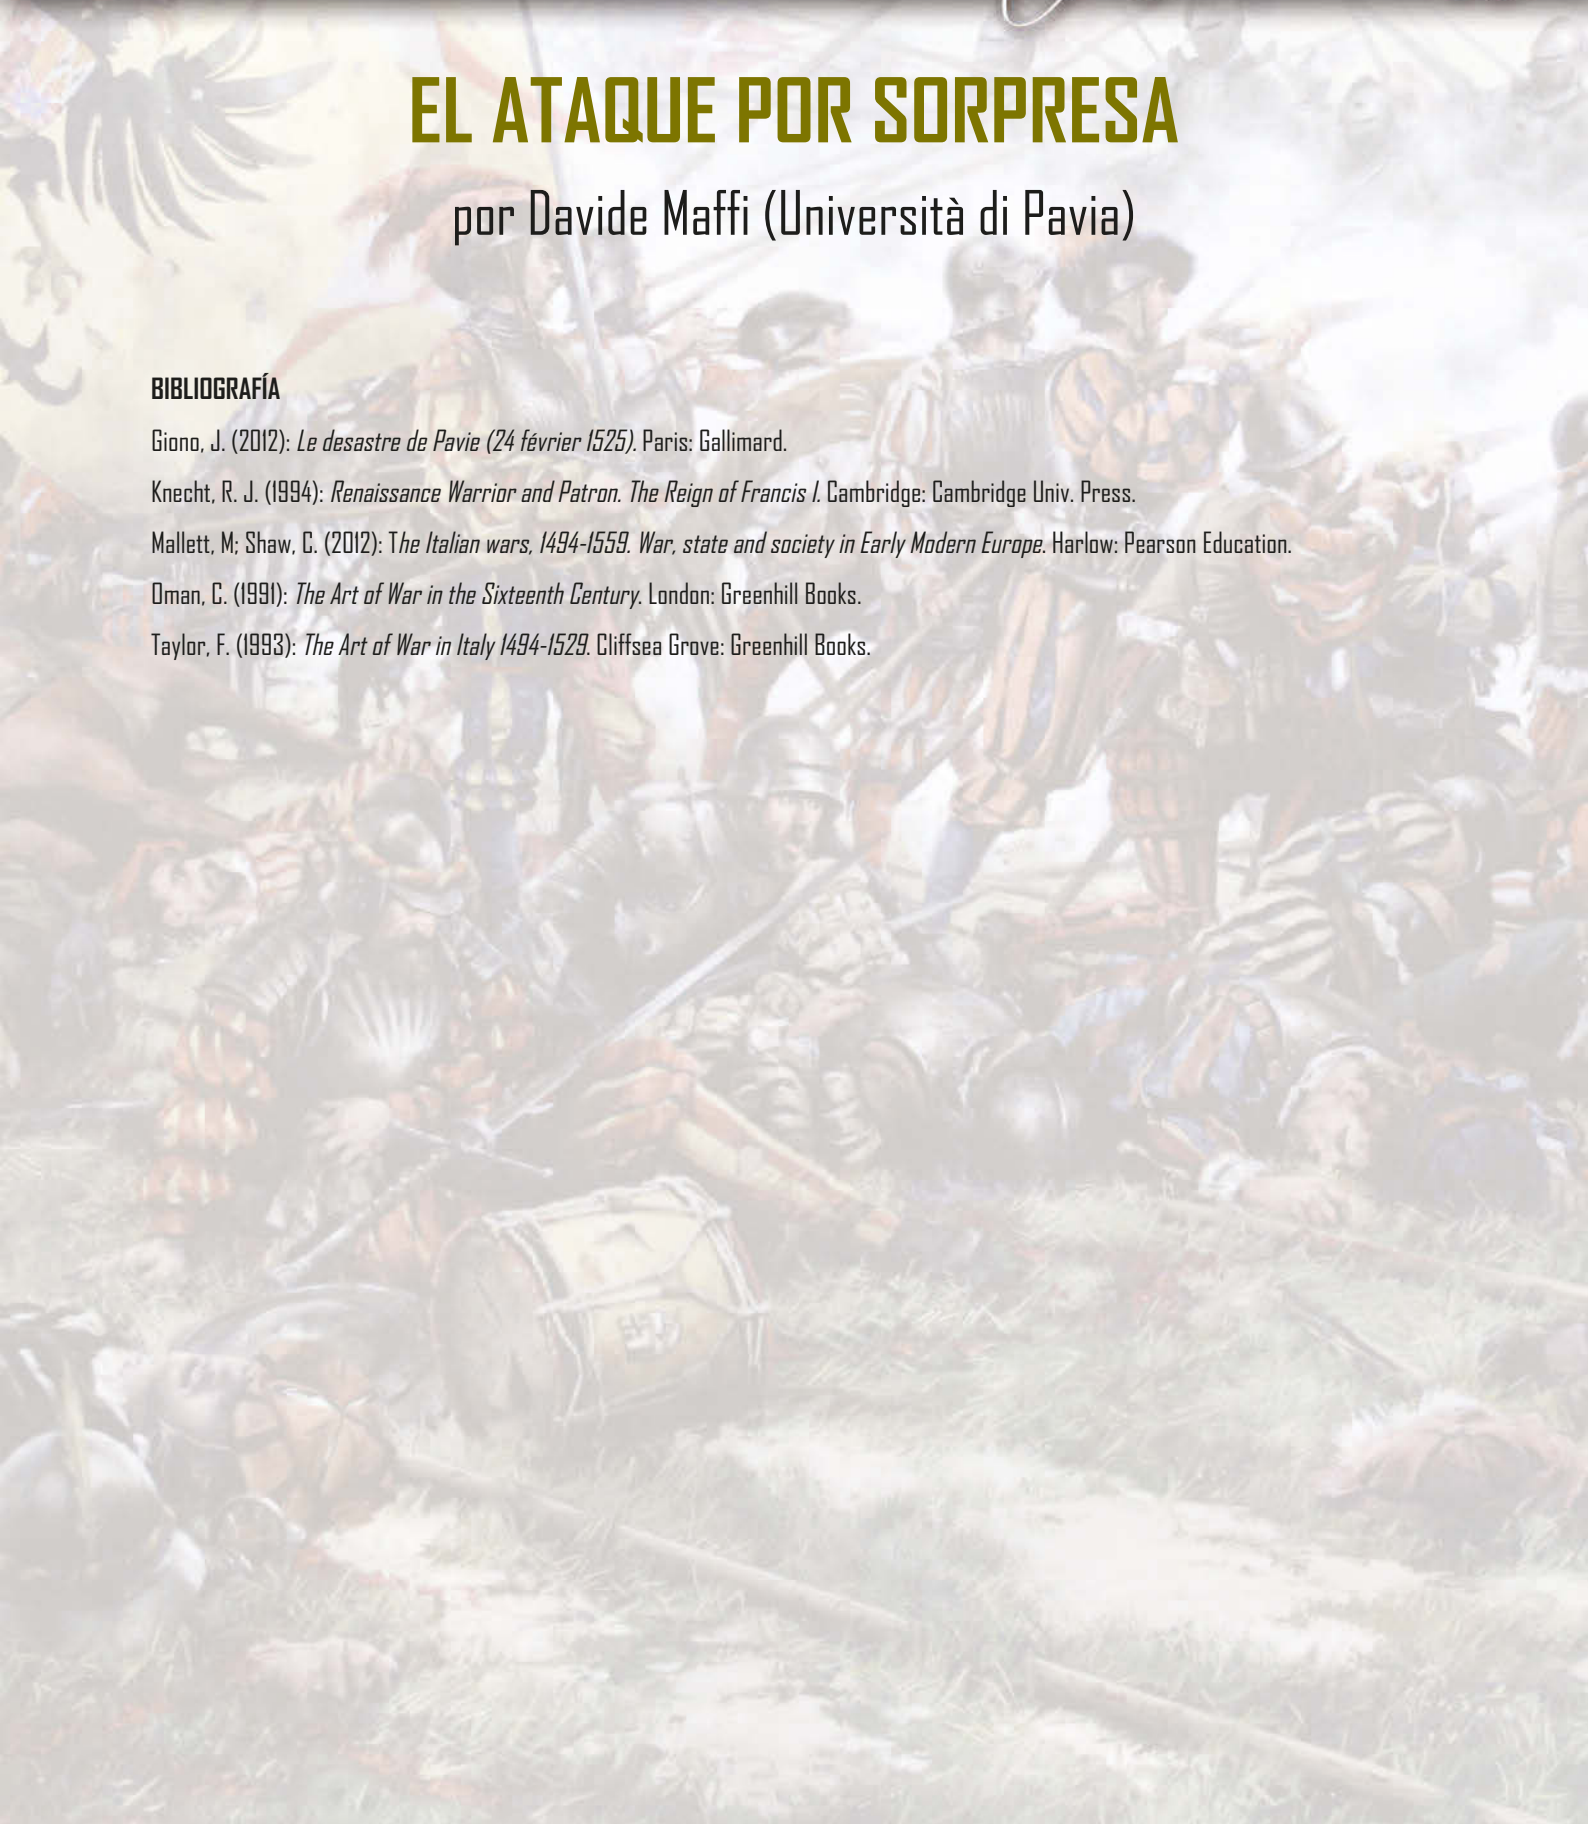 EL ATAQUE POR SORPRESA
por Davide Maffi (Università di Pavia)
BIBLIOGRAFÍA
Giono, J. (2012): Le desastre de Pavie (24 février 1525). Paris: Gallimard.
Knecht, R. J. (1994): Renaissance Warrior and Patron. The Reign of Francis I. Cambridge: Cambridge Univ. Press.
Mallett, M; Shaw, C. (2012): The Italian wars, 1494-1559. War, state and society in Early Modern Europe. Harlow: Pearson Education.
Oman, C. (1991): The Art of War in the Sixteenth Century. London: Greenhill Books.
Taylor, F. (1993): The Art of War in Italy 1494-1529. Cliffsea Grove: Greenhill Books.